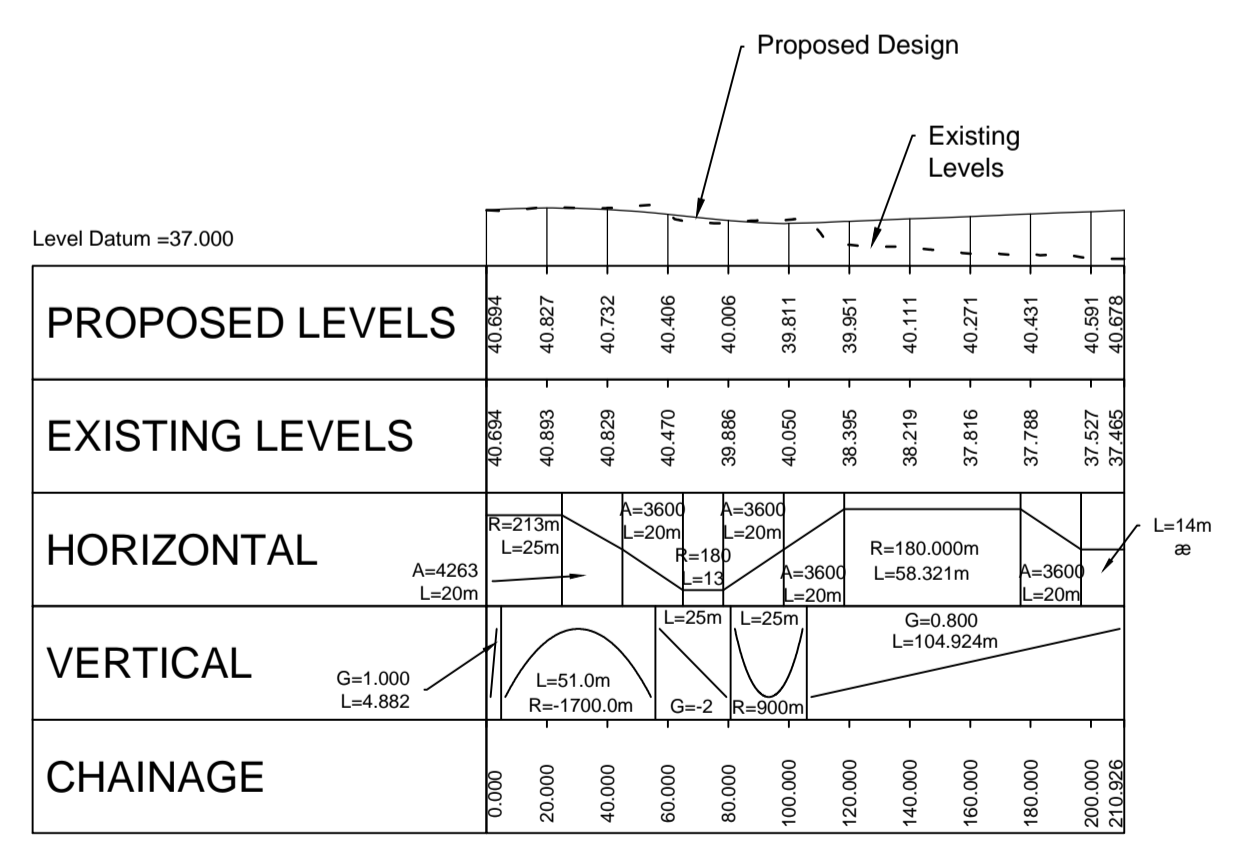 Proposed Design
Existing
Levels
Level Datum =37.000
PROPOSED LEVELS
40.694
40.827
40.732
40.406
40.006
39.811
39.951
40.111
40.271
40.431
40.591
40.678
EXISTING LEVELS
40.694
40.893
40.829
40.470
39.886
40.050
38.395
38.219
37.816
37.788
37.527
37.465
HORIZONTAL
R=213m
L=25m
A=4263
L=20m
A=3600
L=20m
R=180
L=13
A=3600
L=20m
A=3600
L=20m
R=180.000m
L=58.321m
A=3600
L=20m
L=14m
æ
VERTICAL
G=1.000
L=4.882
L=51.0m
R=-1700.0m
L=25m
G=-2
L=25m
R=900m
G=0.800
L=104.924m
CHAINAGE
0.000
20.000
40.000
60.000
80.000
100.000
120.000
140.000
160.000
180.000
200.000
210.926